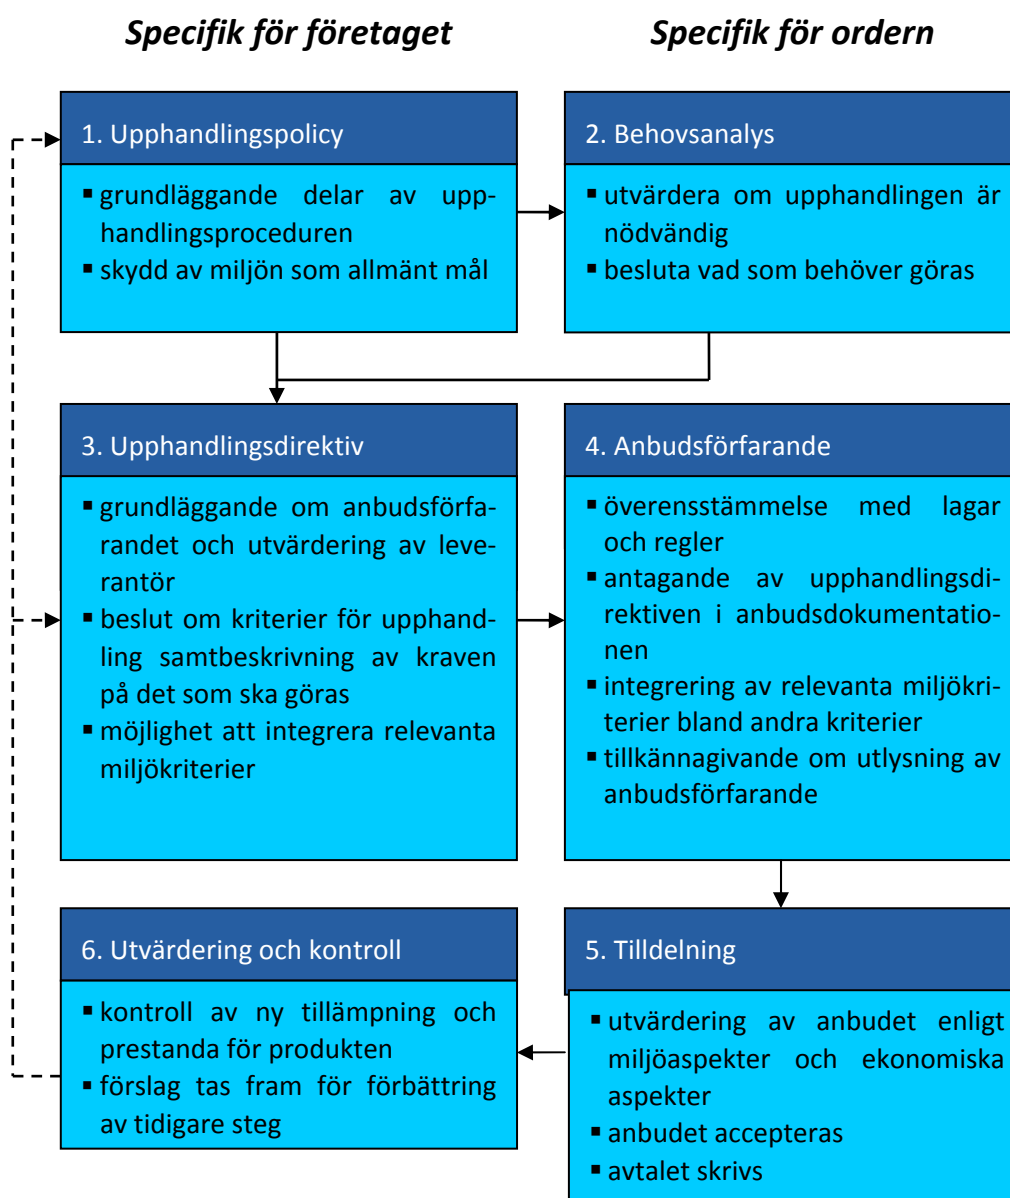 Specifik för företaget
Specifik för ordern
1. Upphandlingspolicy
▪ grundläggande delar av upp-
handlingsproceduren
▪ skydd av miljön som allmänt mål
2. Behovsanalys
▪ utvärdera om upphandlingen är
nödvändig
▪ besluta vad som behöver göras
3. Upphandlingsdirektiv
▪ grundläggande om anbudsförfa-
randet och utvärdering av leve-
rantör
▪ beslut om kriterier för upphand-
ling samtbeskrivning av kraven
på det som ska göras
▪ möjlighet att integrera relevanta
miljökriterier
4. Anbudsförfarande
▪ överensstämmelse med lagar
och regler
▪ antagande av upphandlingsdi-
rektiven i anbudsdokumentatio-
nen
▪ integrering av relevanta miljökri-
terier bland andra kriterier
▪ tillkännagivande om utlysning av
anbudsförfarande
6. Utvärdering och kontroll
▪ kontroll av ny tillämpning och
prestanda för produkten
▪ förslag tas fram för förbättring
av tidigare steg
5. Tilldelning
▪ utvärdering av anbudet enligt
miljöaspekter och ekonomiska
aspekter
▪ anbudet accepteras
▪ avtalet skrivs